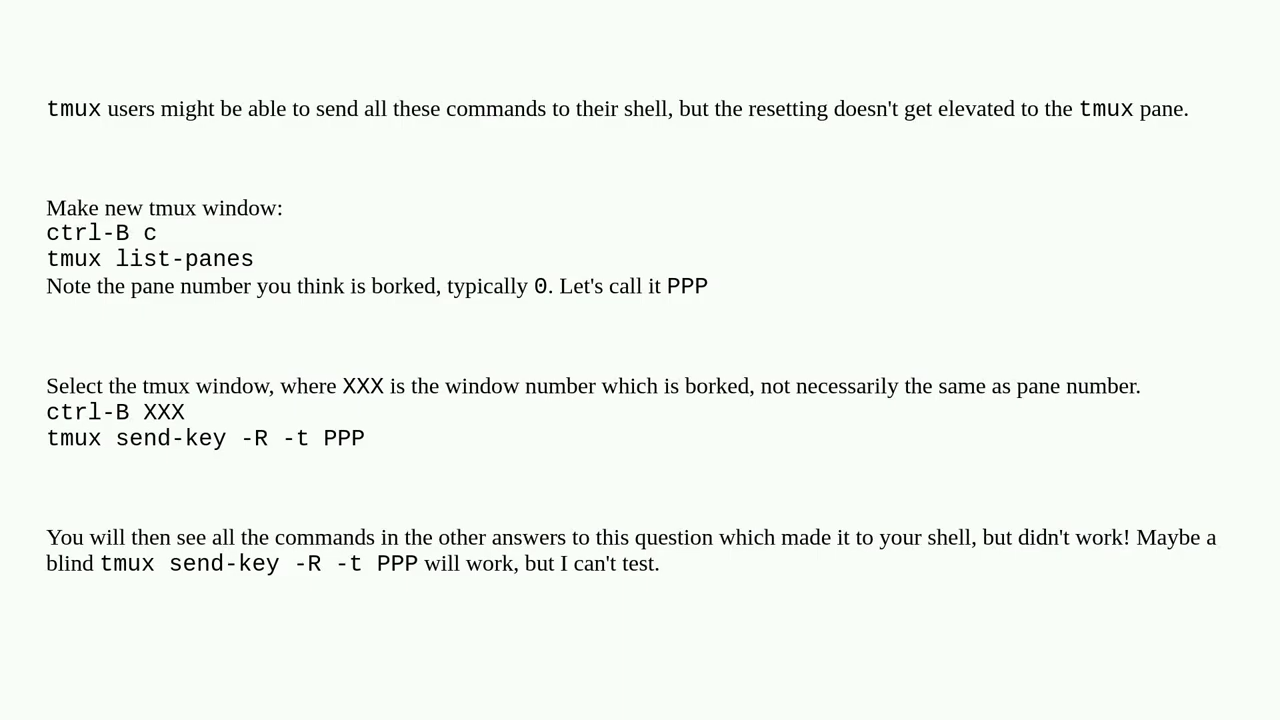 tmux users might be able to send all these commands to their shell, but the resetting doesn't get elevated to the tmux pane.
Make new tmux window:
ctrl-B c
tmux list-panes
Note the pane number you think is borked, typically 0. Let's call it PPP
Select the tmux window, where XXX is the window number which is borked, not necessarily the same as pane number.
ctrl-B XXX
tmux send-key -R -t PPP
You will then see all the commands in the other answers to this question which made it to your shell, but didn't work! Maybe a
blind tmux send-key -R -t PPP will work, but I can't test.